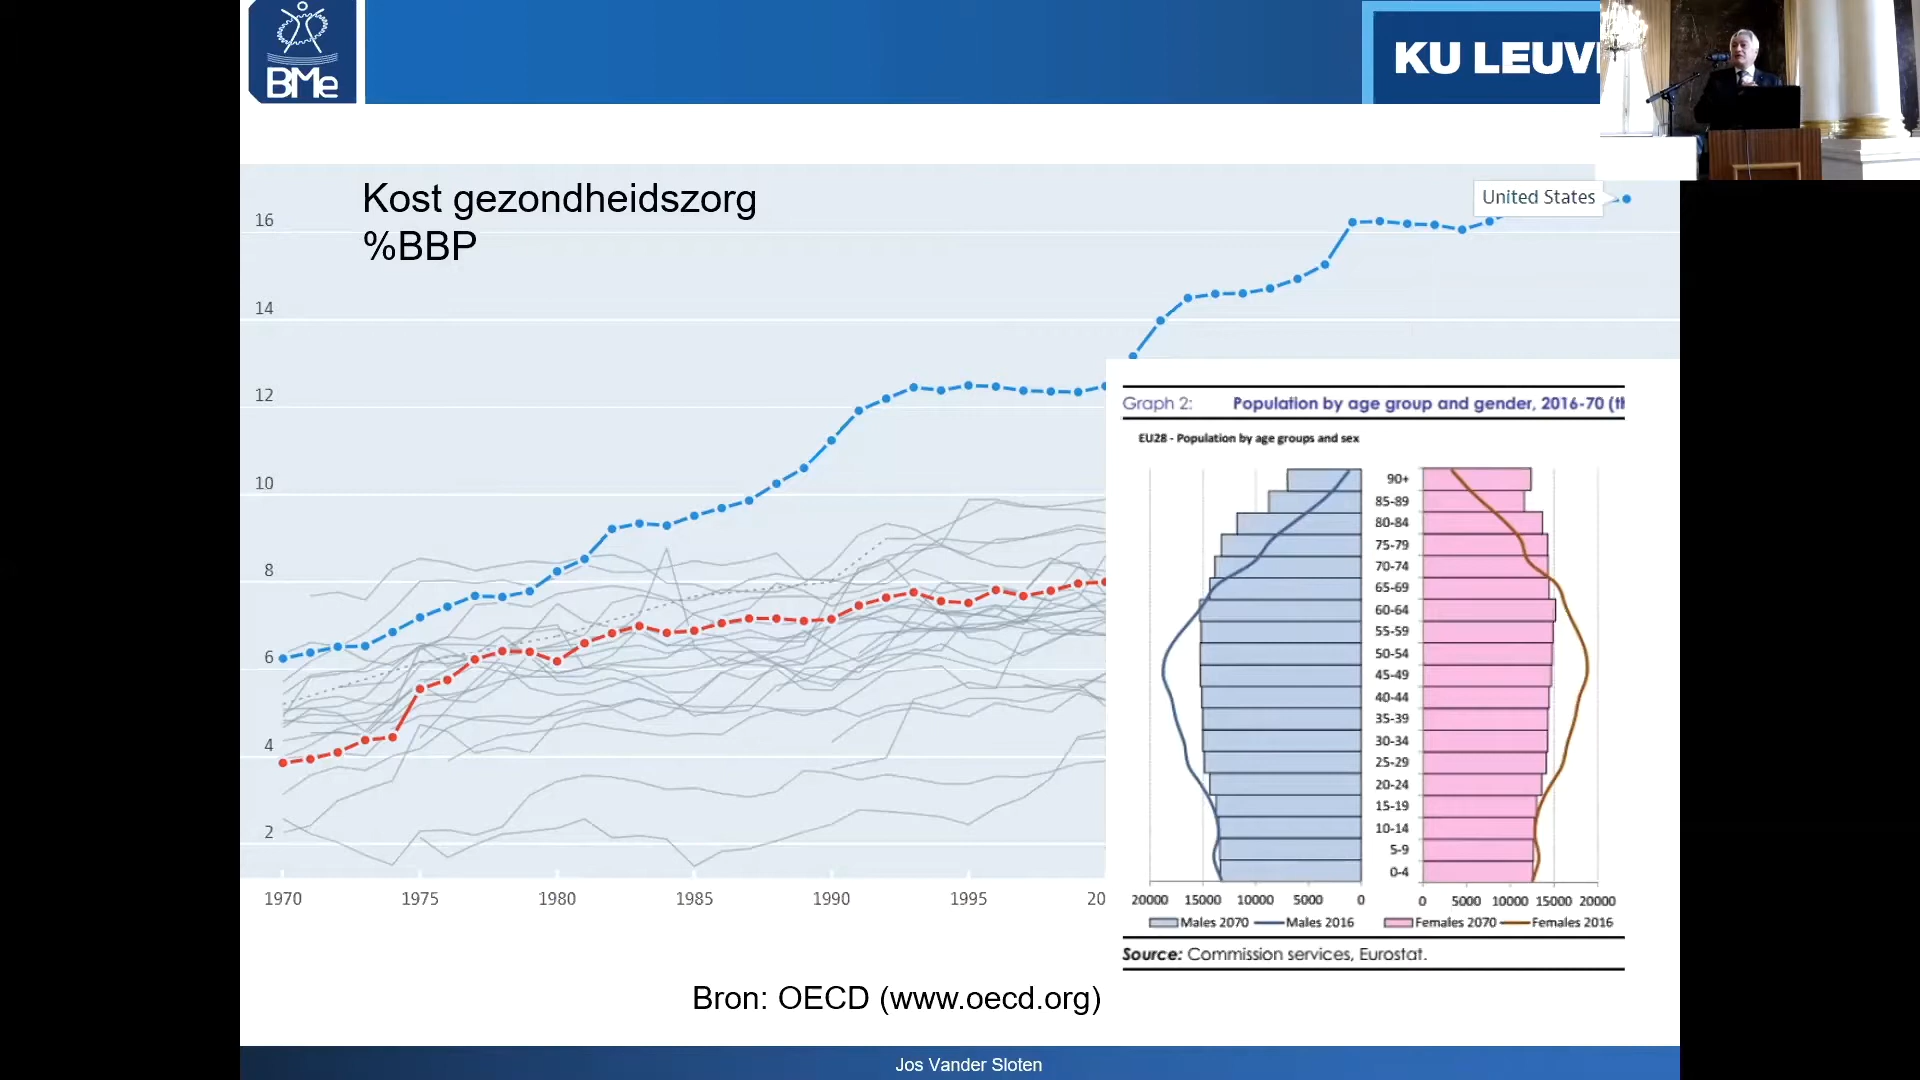 BMe
KU LEUV
Kost gezondheidszorg
%BBP
United States
16
14
12
10
8
6
4
2
1970 1975 1980 1985 1990 1995 20
Graph 2: Population by age group and gender, 2016-70 (th
EU28 - Population by age groups and sex
90+
85-89
80-84
75-79
70-74
65-69
60-64
55-59
50-54
45-49
40-44
35-39
30-34
25-29
20-24
15-19
10-14
5-9
0-4
20000 15000 10000 5000 0 0 5000 10000 15000 20000
Males 2070 Males 2016 Females 2070 Females 2016
Source: Commission services, Eurostat.
Bron: OECD (www.oecd.org)
Jos Vander Sloten